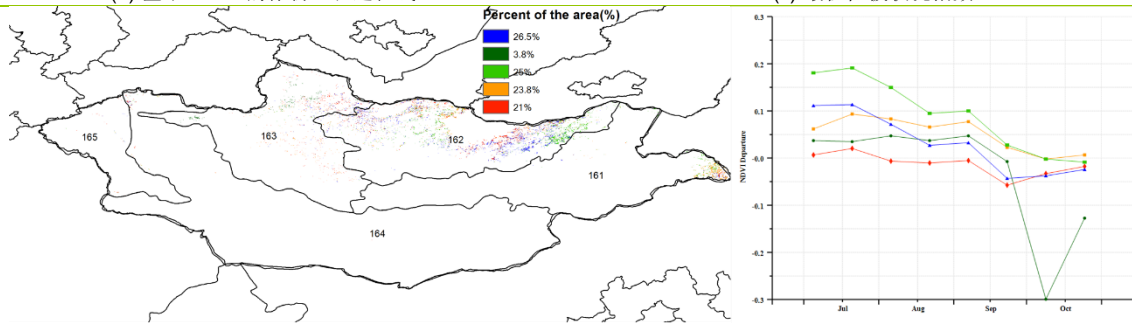 Percent of the area(%)
26.5%
3.8%
25%
23.8%
21%
165
163
162
161
164
NDVI Departure
0.3
0.2
0.1
-0.0
-0.1
-0.2
-0.3
Jul
Aug
Sep
Oct